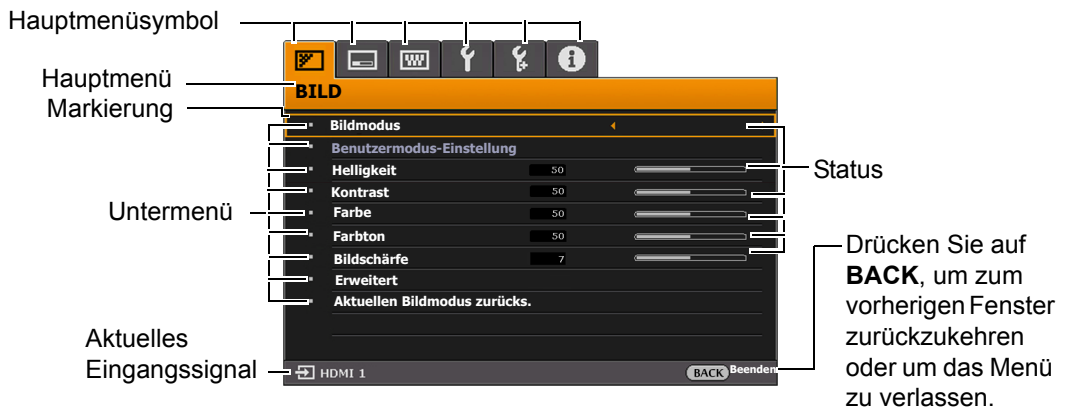 Hauptmenüsymbol
Hauptmenü
BILD
Markierung
Bildmodus
Benutzermodus-Einstellung
Helligkeit 50
Status
Kontrast 50
Untermenü
Farbe 50
Farbton 50
Bildschärfe 7
Erweitert
Aktuellen Bildmodus zurücks.
Drücken Sie auf
BACK, um zum
vorherigen Fenster
zurückzukehren
oder um das Menü
zu verlassen.
Aktuelles
Eingangssignal
HDMI 1
BACK Beenden